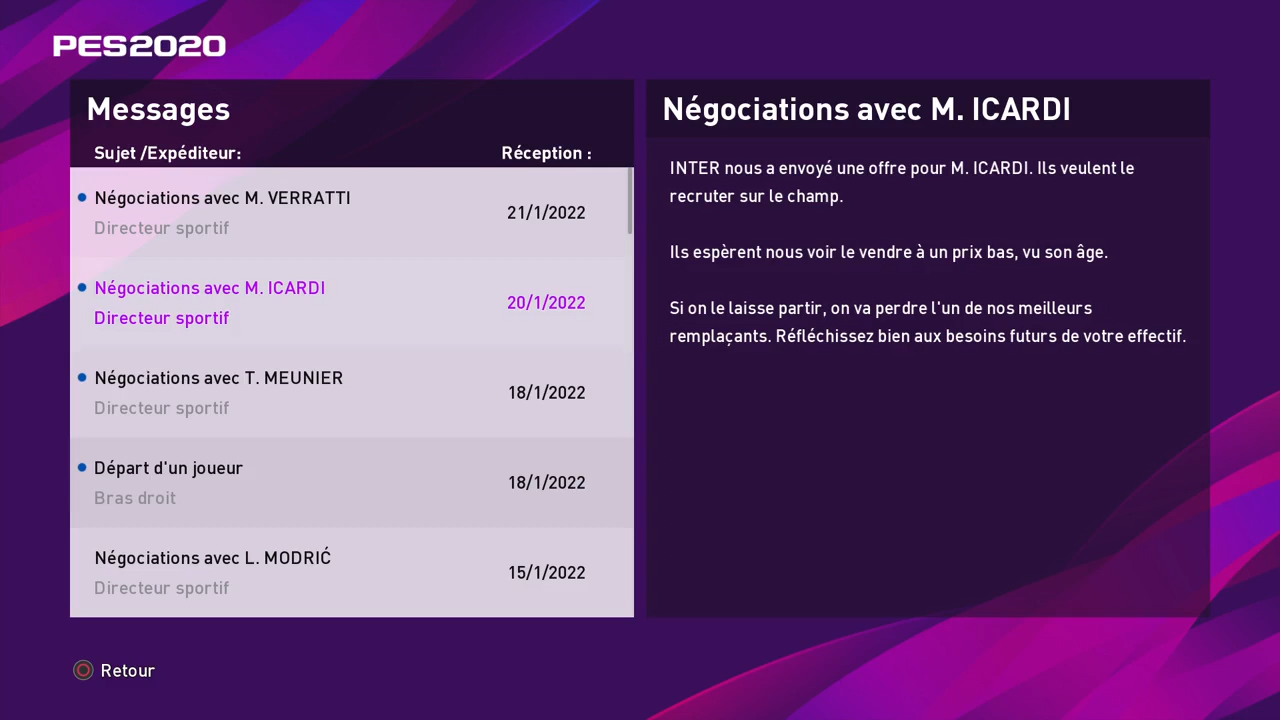 PES2020
Messages
Sujet /Expéditeur:
Réception :
Négociations avec M. VERRATTI
Directeur sportif
21/1/2022
Négociations avec M. ICARDI
Directeur sportif
20/1/2022
Négociations avec T. MEUNIER
Directeur sportif
18/1/2022
Départ d'un joueur
Bras droit
18/1/2022
Négociations avec L. MODRIĆ
Directeur sportif
15/1/2022
Négociations avec M. ICARDI
INTER nous a envoyé une offre pour M. ICARDI. Ils veulent le
recruter sur le champ.
Ils espèrent nous voir le vendre à un prix bas, vu son âge.
Si on le laisse partir, on va perdre l'un de nos meilleurs
remplaçants. Réfléchissez bien aux besoins futurs de votre effectif.
Retour